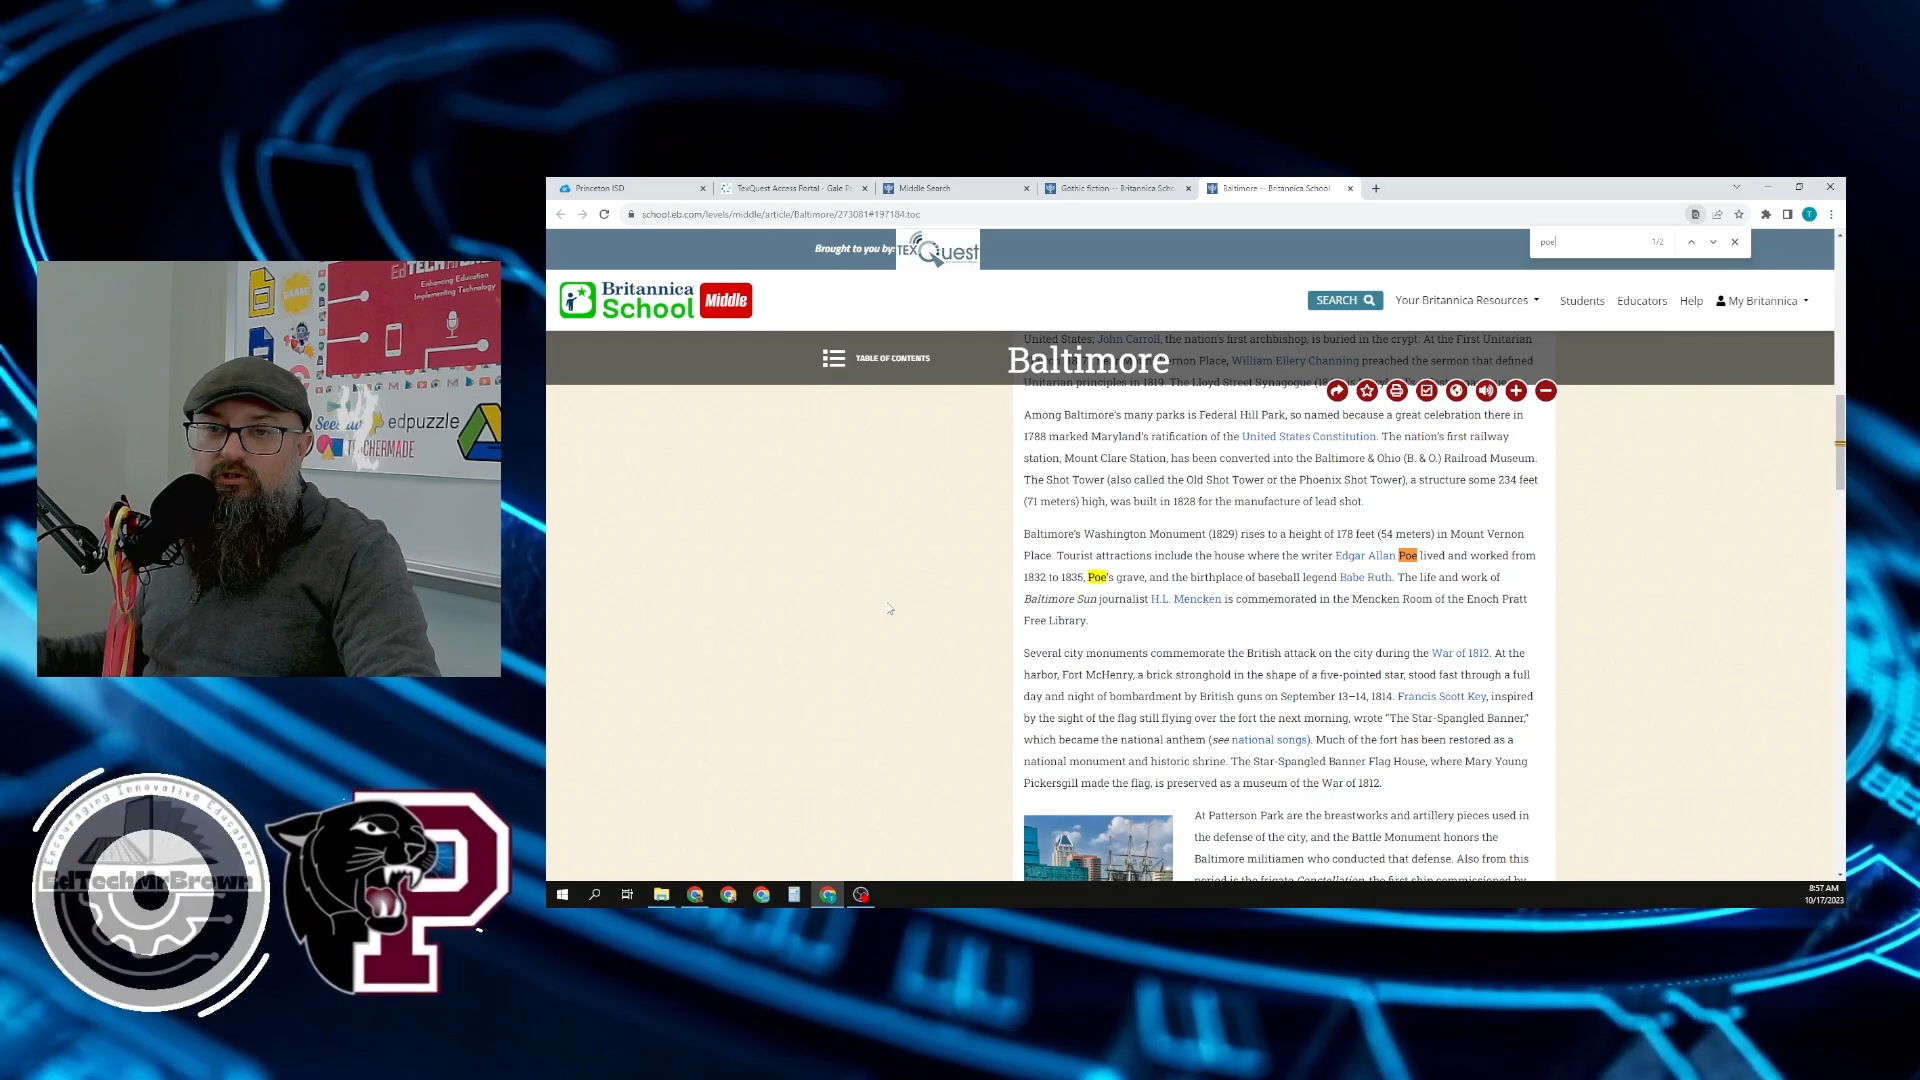 Princeton ISD
TexQuest Access Portal - Gale Pa
Middle Search
Gothic fiction -- Britannica Scho
Baltimore -- Britannica School
school.eb.com/levels/middle/article/Baltimore/273081#197184.toc
poe
1/2
Brought to you by:
TEXQuest
Britannica
School
Middle
SEARCH
Your Britannica Resources
Students
Educators
Help
My Britannica
TABLE OF CONTENTS
Baltimore
United States; John Carroll, the nation's first archbishop, is buried in the crypt. At the First Unitarian
rnon Place, William Ellery Channing preached the sermon that defined
Unitarian principles in 1819. The Lloyd Street Synagogue
Among Baltimore's many parks is Federal Hill Park, so named because a great celebration there in
1788 marked Maryland's ratification of the United States Constitution. The nation's first railway
station, Mount Clare Station, has been converted into the Baltimore & Ohio (B. & O.) Railroad Museum.
The Shot Tower (also called the Old Shot Tower or the Phoenix Shot Tower), a structure some 234 feet
(71 meters) high, was built in 1828 for the manufacture of lead shot.
Baltimore's Washington Monument (1829) rises to a height of 178 feet (54 meters) in Mount Vernon
Place. Tourist attractions include the house where the writer Edgar Allan Poe lived and worked from
1832 to 1835, Poe's grave, and the birthplace of baseball legend Babe Ruth. The life and work of
Baltimore Sun journalist H.L. Mencken is commemorated in the Mencken Room of the Enoch Pratt
Free Library.
Several city monuments commemorate the British attack on the city during the War of 1812. At the
harbor, Fort McHenry, a brick stronghold in the shape of a five-pointed star, stood fast through a full
day and night of bombardment by British guns on September 13–14, 1814. Francis Scott Key, inspired
by the sight of the flag still flying over the fort the next morning, wrote "The Star-Spangled Banner,"
which became the national anthem (see national songs). Much of the fort has been restored as a
national monument and historic shrine. The Star-Spangled Banner Flag House, where Mary Young
Pickersgill made the flag, is preserved as a museum of the War of 1812.
At Patterson Park are the breastworks and artillery pieces used in
the defense of the city, and the Battle Monument honors the
Baltimore militiamen who conducted that defense. Also from this
period is the frigate Constellation, the first ship commissioned by
8:57 AM
10/17/2023
Enhancing Education
Implementing Technology
edpuzzle
Encouraging Innovative Educators
EdTechMrBrown
P